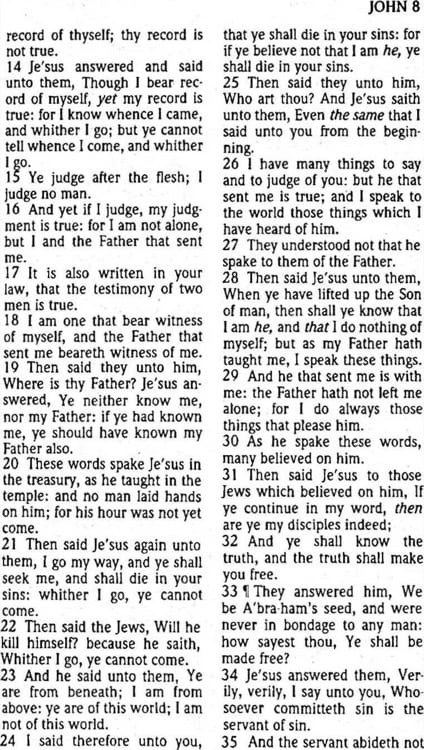 JOHN 8
record of thyself; thy record is
not true.
14 Je'sus answered and said
unto them, Though I bear rec-
ord of myself, yet my record is
true: for I know whence I came,
and whither I go; but ye cannot
tell whence I come, and whither
I go.
15 Ye judge after the flesh; I
judge no man.
16 And yet if I judge, my judg-
ment is true: for I am not alone,
but I and the Father that sent
me.
17 It is also written in your
law, that the testimony of two
men is true.
18 I am one that bear witness
of myself, and the Father that
sent me beareth witness of me.
19 Then said they unto him,
Where is thy Father? Je'sus an-
swered, Ye neither know me,
nor my Father: if ye had known
me, ye should have known my
Father also.
20 These words spake Je'sus in
the treasury, as he taught in the
temple: and no man laid hands
on him; for his hour was not yet
come.
21 Then said Je'sus again unto
them, I go my way, and ye shall
seek me, and shall die in your
sins: whither I go, ye cannot
come.
22 Then said the Jews, Will he
kill himself? because he saith,
Whither I go, ye cannot come.
23 And he said unto them, Ye
are from beneath; I am from
above: ye are of this world; I am
not of this world.
24 I said therefore unto you,
that ye shall die in your sins: for
if ye believe not that I am he, ye
shall die in your sins.
25 Then said they unto him,
Who art thou? And Je'sus saith
unto them, Even the same that I
said unto you from the begin-
ning.
26 I have many things to say
and to judge of you: but he that
sent me is true; and I speak to
the world those things which I
have heard of him.
27 They understood not that he
spake to them of the Father.
28 Then said Je'sus unto them,
When ye have lifted up the Son
of man, then shall ye know that
I am he, and that I do nothing of
myself; but as my Father hath
taught me, I speak these things.
29 And he that sent me is with
me: the Father hath not left me
alone; for I do always those
things that please him.
30 As he spake these words,
many believed on him.
31 Then said Je'sus to those
Jews which believed on him, If
ye continue in my word, then
are ye my disciples indeed;
32 And ye shall know the
truth, and the truth shall make
you free.
33 ¶ They answered him, We
be A'bra·ham's seed, and were
never in bondage to any man:
how sayest thou, Ye shall be
made free?
34 Je'sus answered them, Ver-
ily, verily, I say unto you, Who-
soever committeth sin is the
servant of sin.
35 And the servant abideth not